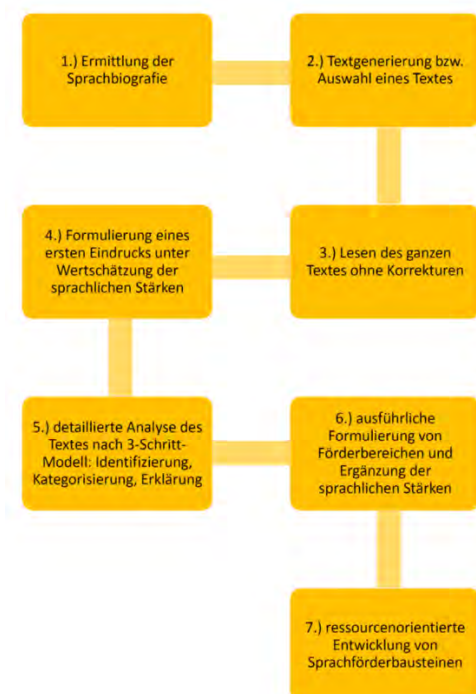 1.) Ermittlung der
Sprachbiografie
2.) Textgenerierung bzw.
Auswahl eines Textes
3.) Lesen des ganzen
Textes ohne Korrekturen
4.) Formulierung eines
ersten Eindrucks unter
Wertschätzung der
sprachlichen Stärken
5.) detaillierte Analyse des
Textes nach 3-Schritt-
Modell: Identifizierung,
Kategorisierung, Erklärung
6.) ausführliche
Formulierung von
Förderbereichen und
Ergänzung der
sprachlichen Stärken
7.) ressourcenorientierte
Entwicklung von
Sprachförderbausteinen